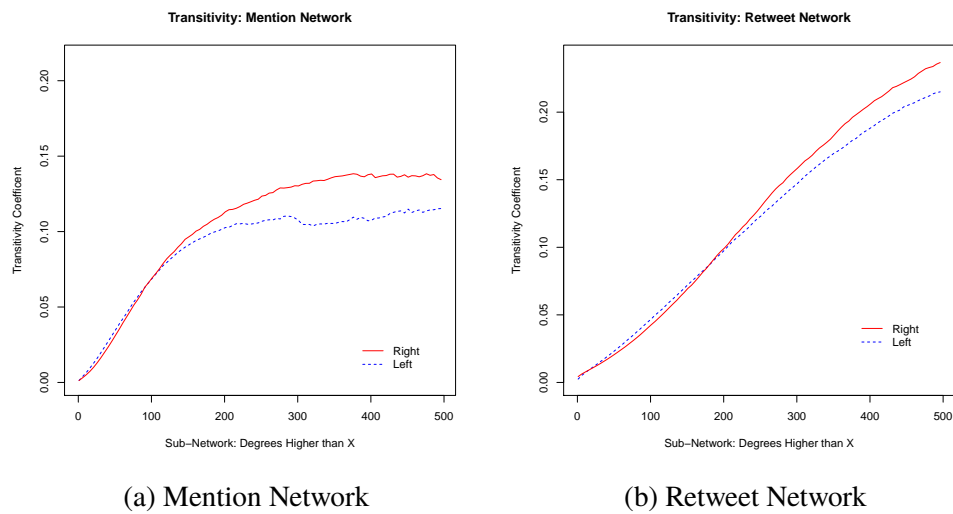 Transitivity: Mention Network
Transitivity Coefficent
0.20
0.15
0.10
0.05
0.00
Right
Left
0 100 200 300 400 500
Sub−Network: Degrees Higher than X
(a) Mention Network
Transitivity: Retweet Network
Transitivity Coefficent
0.20
0.15
0.10
0.05
0.00
Right
Left
0 100 200 300 400 500
Sub−Network: Degrees Higher than X
(b) Retweet Network